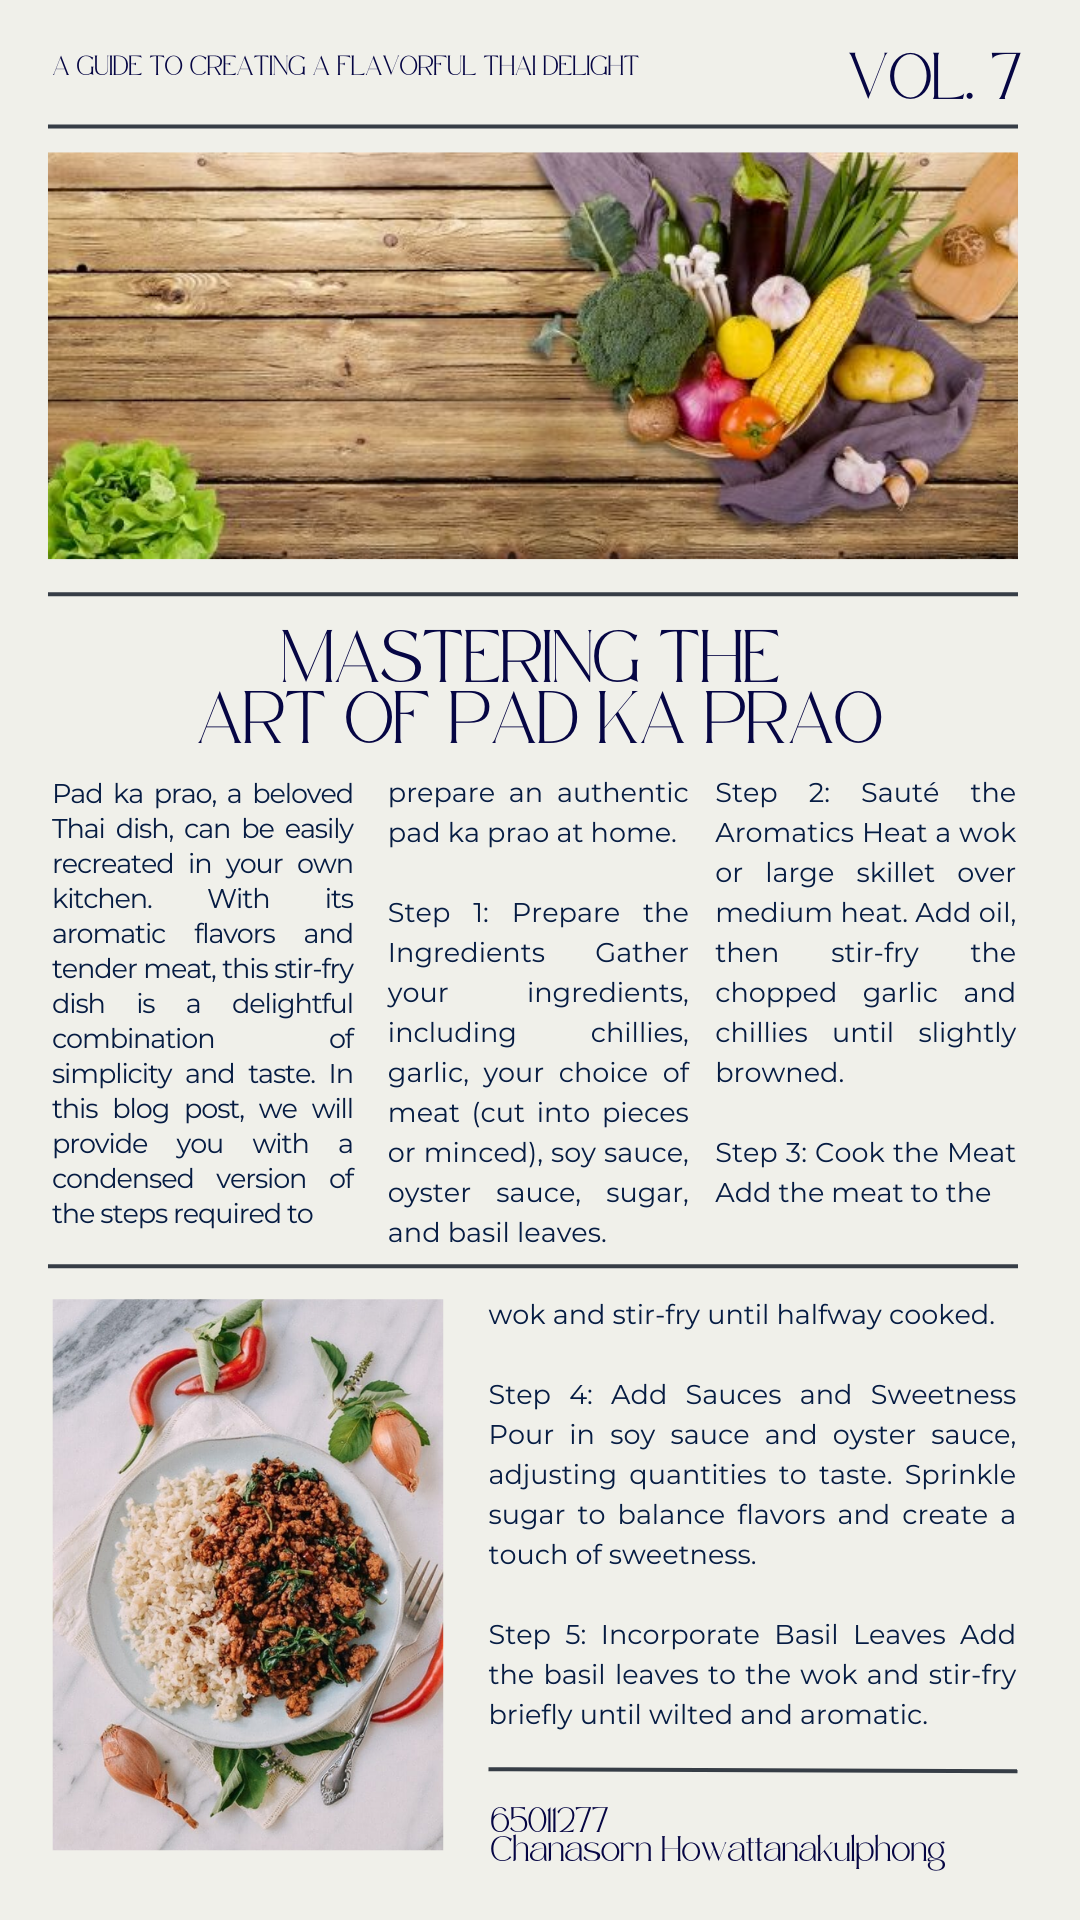 A GUIDE TO CREATING A FLAVORFUL THAI DELIGHT
VOL. 7
MASTERING THE
ART OF PAD KA PRAO
Pad ka prao, a beloved
Thai dish, can be easily
recreated in your own
kitchen. With its
aromatic flavors and
tender meat, this stir-fry
dish is a delightful
combination of
simplicity and taste. In
this blog post, we will
provide you with a
condensed version of
the steps required to
prepare an authentic
pad ka prao at home.
Step 1: Prepare the
Ingredients Gather
your ingredients,
including chillies,
garlic, your choice of
meat (cut into pieces
or minced), soy sauce,
oyster sauce, sugar,
and basil leaves.
Step 2: Sauté the
Aromatics Heat a wok
or large skillet over
medium heat. Add oil,
then stir-fry the
chopped garlic and
chillies until slightly
browned.
Step 3: Cook the Meat
Add the meat to the
wok and stir-fry until halfway cooked.
Step 4: Add Sauces and Sweetness
Pour in soy sauce and oyster sauce,
adjusting quantities to taste. Sprinkle
sugar to balance flavors and create a
touch of sweetness.
Step 5: Incorporate Basil Leaves Add
the basil leaves to the wok and stir-fry
briefly until wilted and aromatic.
65011277
Chanasorn Howattanakulphong